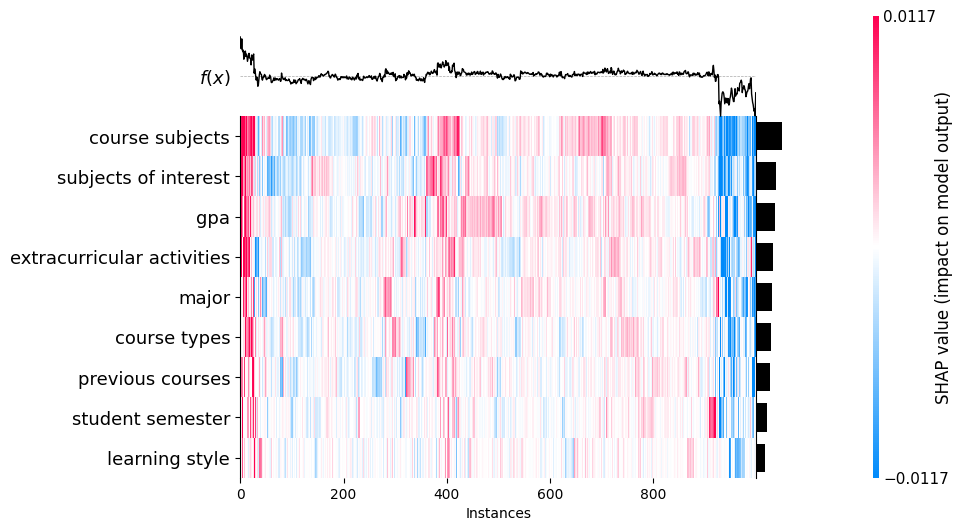 0.0117
f(x)
course subjects
subjects of interest
gpa
extracurricular activities
major
course types
previous courses
student semester
learning style
0 200 400 600 800
Instances
SHAP value (impact on model output)
−0.0117